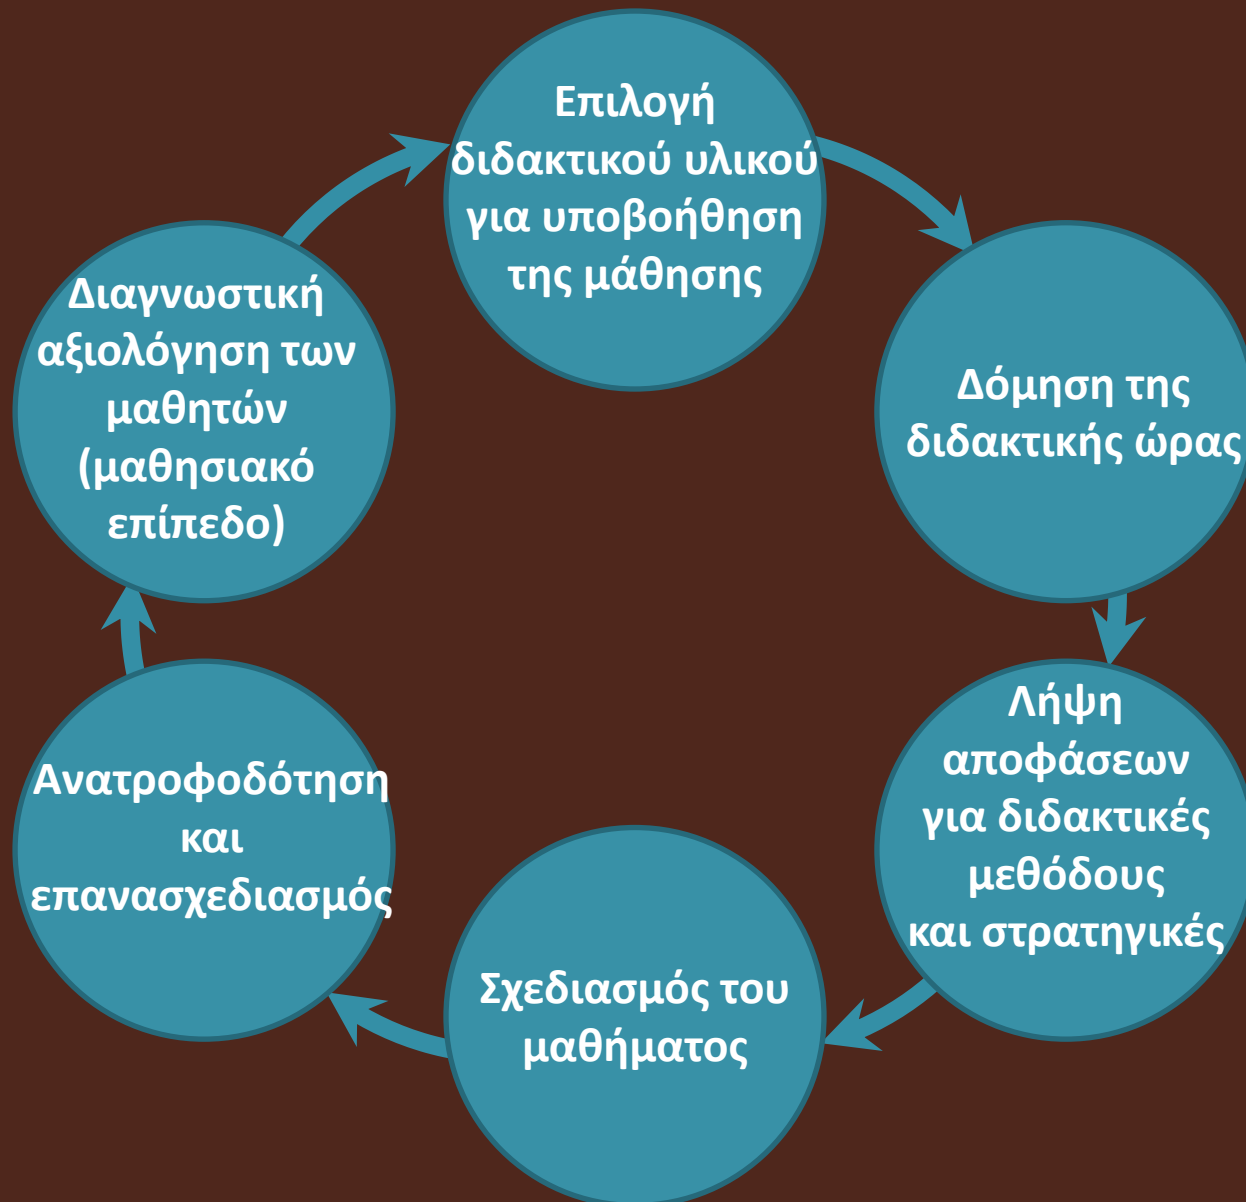 Επιλογή
διδακτικού υλικού
για υποβοήθηση
της μάθησης
Δόμηση της
διδακτικής ώρας
Λήψη
αποφάσεων
για διδακτικές
μεθόδους
και στρατηγικές
Σχεδιασμός του
μαθήματος
Ανατροφοδότηση
και
επανασχεδιασμός
Διαγνωστική
αξιολόγηση των
μαθητών
(μαθησιακό
επίπεδο)